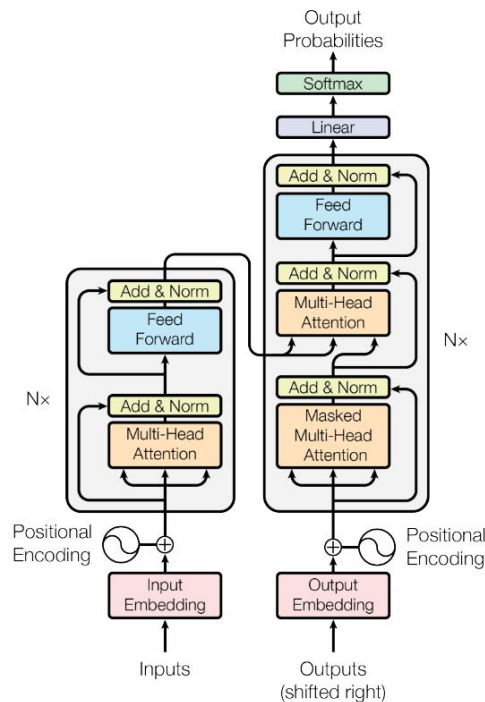 Output
Probabilities
Softmax
Linear
Add & Norm
Feed
Forward
Add & Norm
Multi-Head
Attention
Add & Norm
Masked
Multi-Head
Attention
Nx
Add & Norm
Feed
Forward
Add & Norm
Multi-Head
Attention
Nx
Positional
Encoding
Positional
Encoding
Input
Embedding
Output
Embedding
Inputs
Outputs
(shifted right)